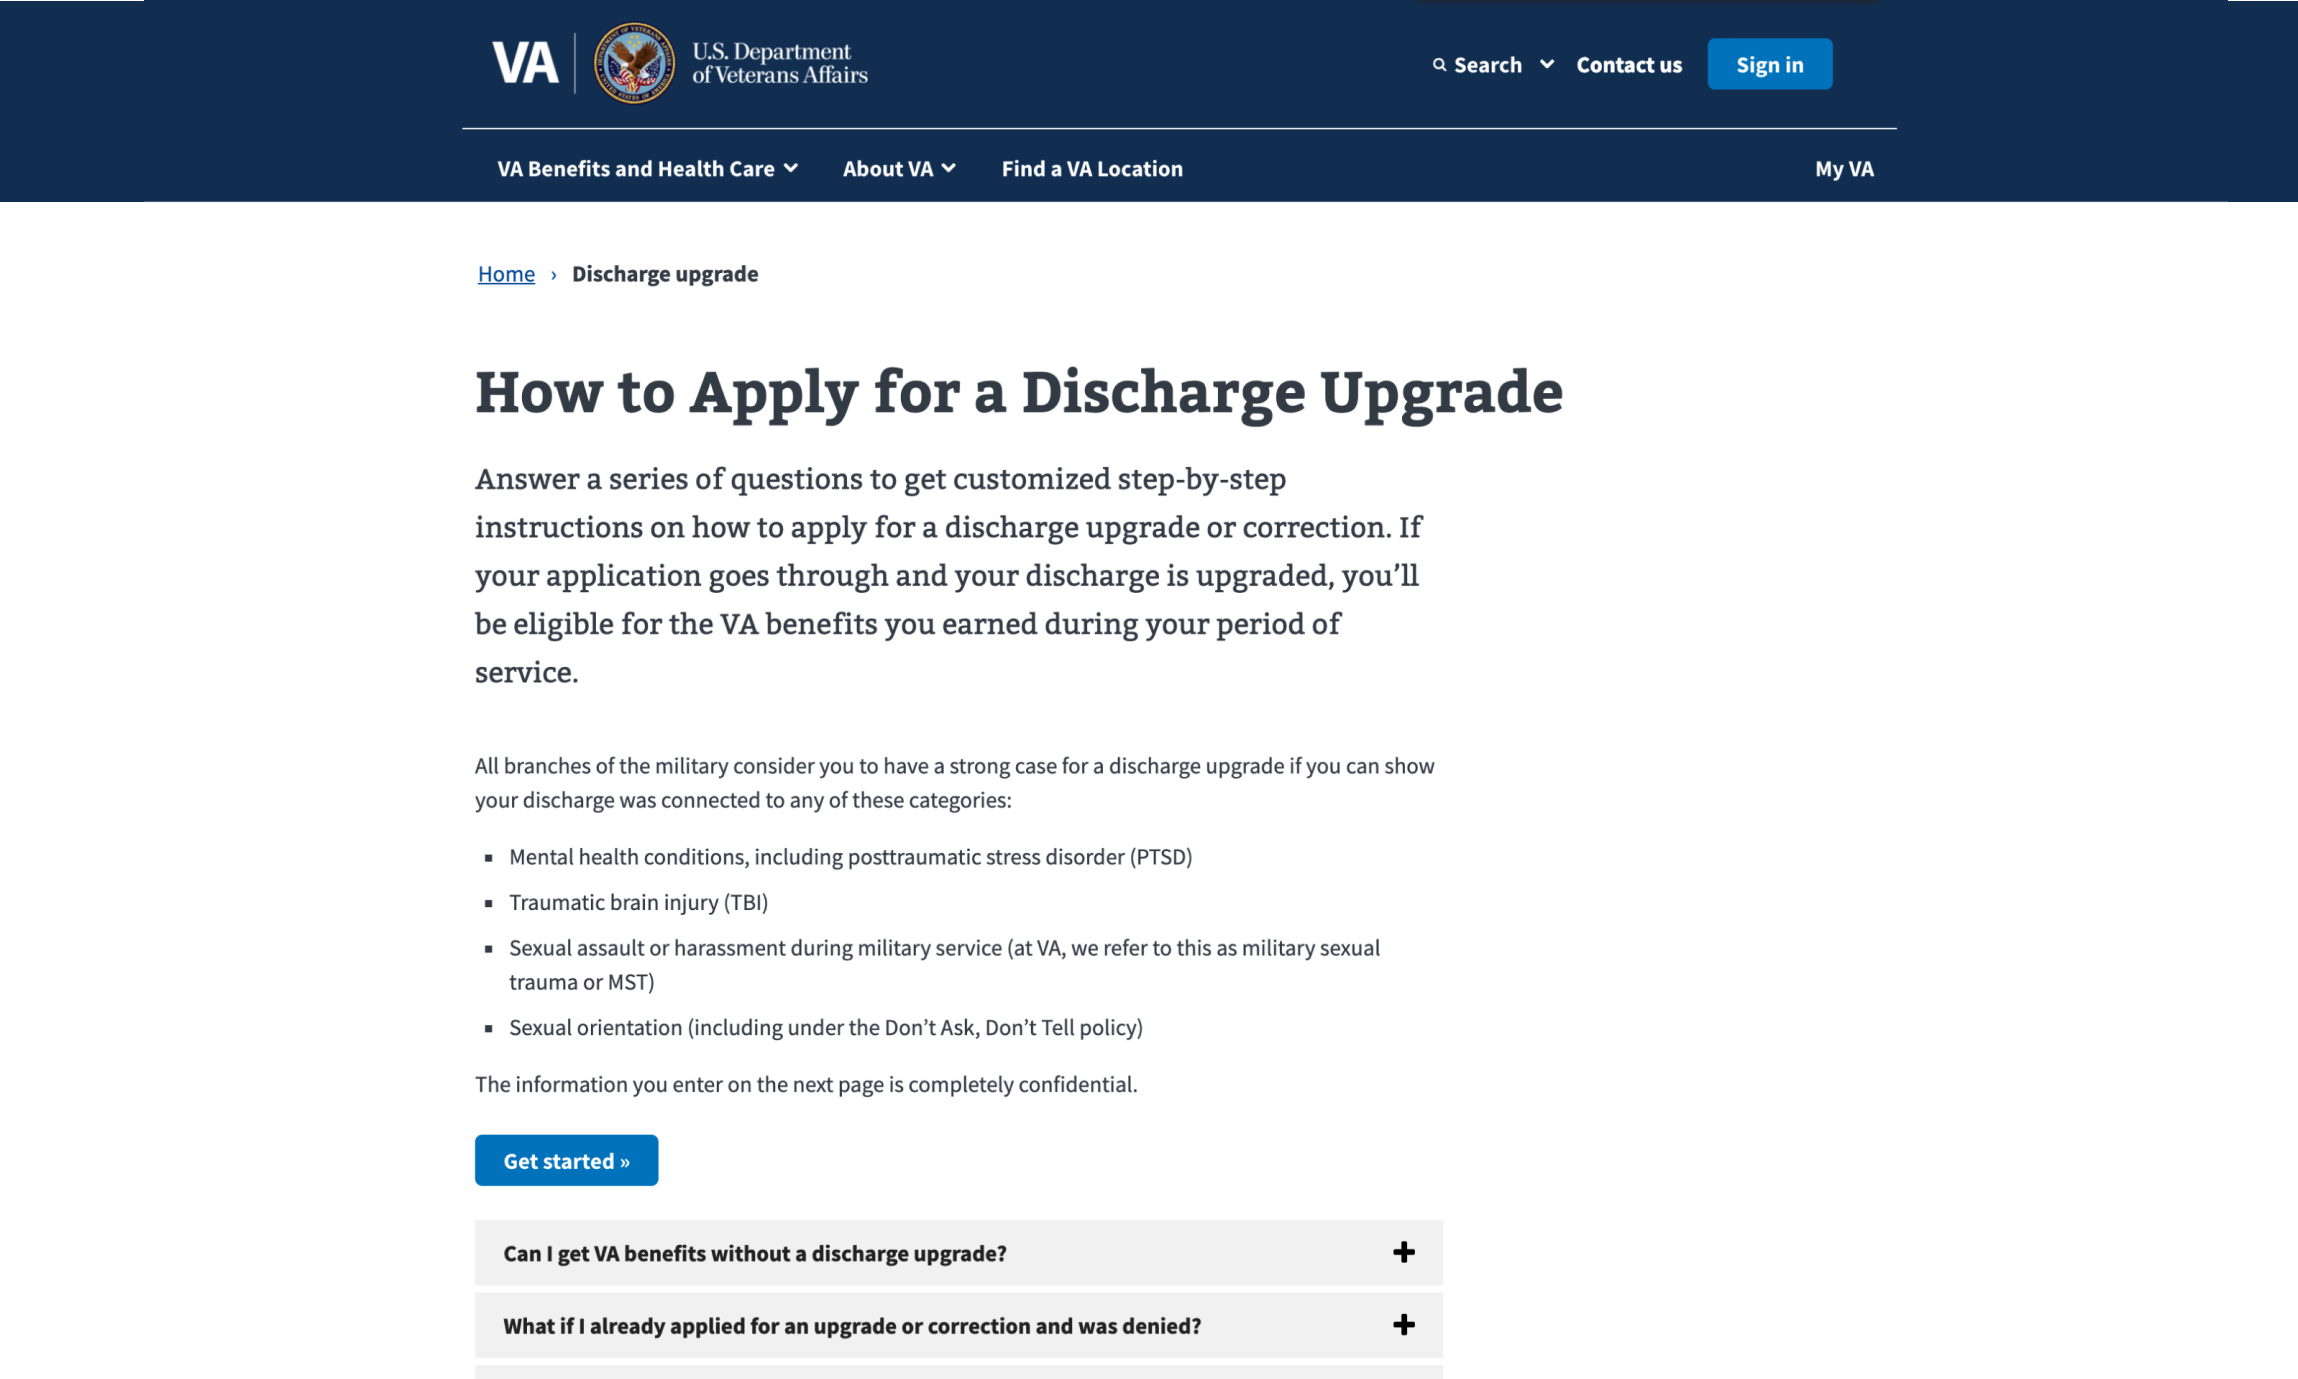 VA
U.S. Department
of Veterans Affairs
Search
Contact us
Sign in
VA Benefits and Health Care
About VA
Find a VA Location
My VA
Home › Discharge upgrade
How to Apply for a Discharge Upgrade
Answer a series of questions to get customized step-by-step
instructions on how to apply for a discharge upgrade or correction. If
your application goes through and your discharge is upgraded, you’ll
be eligible for the VA benefits you earned during your period of
service.
All branches of the military consider you to have a strong case for a discharge upgrade if you can show
your discharge was connected to any of these categories:
▪ Mental health conditions, including posttraumatic stress disorder (PTSD)
▪ Traumatic brain injury (TBI)
▪ Sexual assault or harassment during military service (at VA, we refer to this as military sexual
trauma or MST)
▪ Sexual orientation (including under the Don’t Ask, Don’t Tell policy)
The information you enter on the next page is completely confidential.
Get started »
Can I get VA benefits without a discharge upgrade?
What if I already applied for an upgrade or correction and was denied?